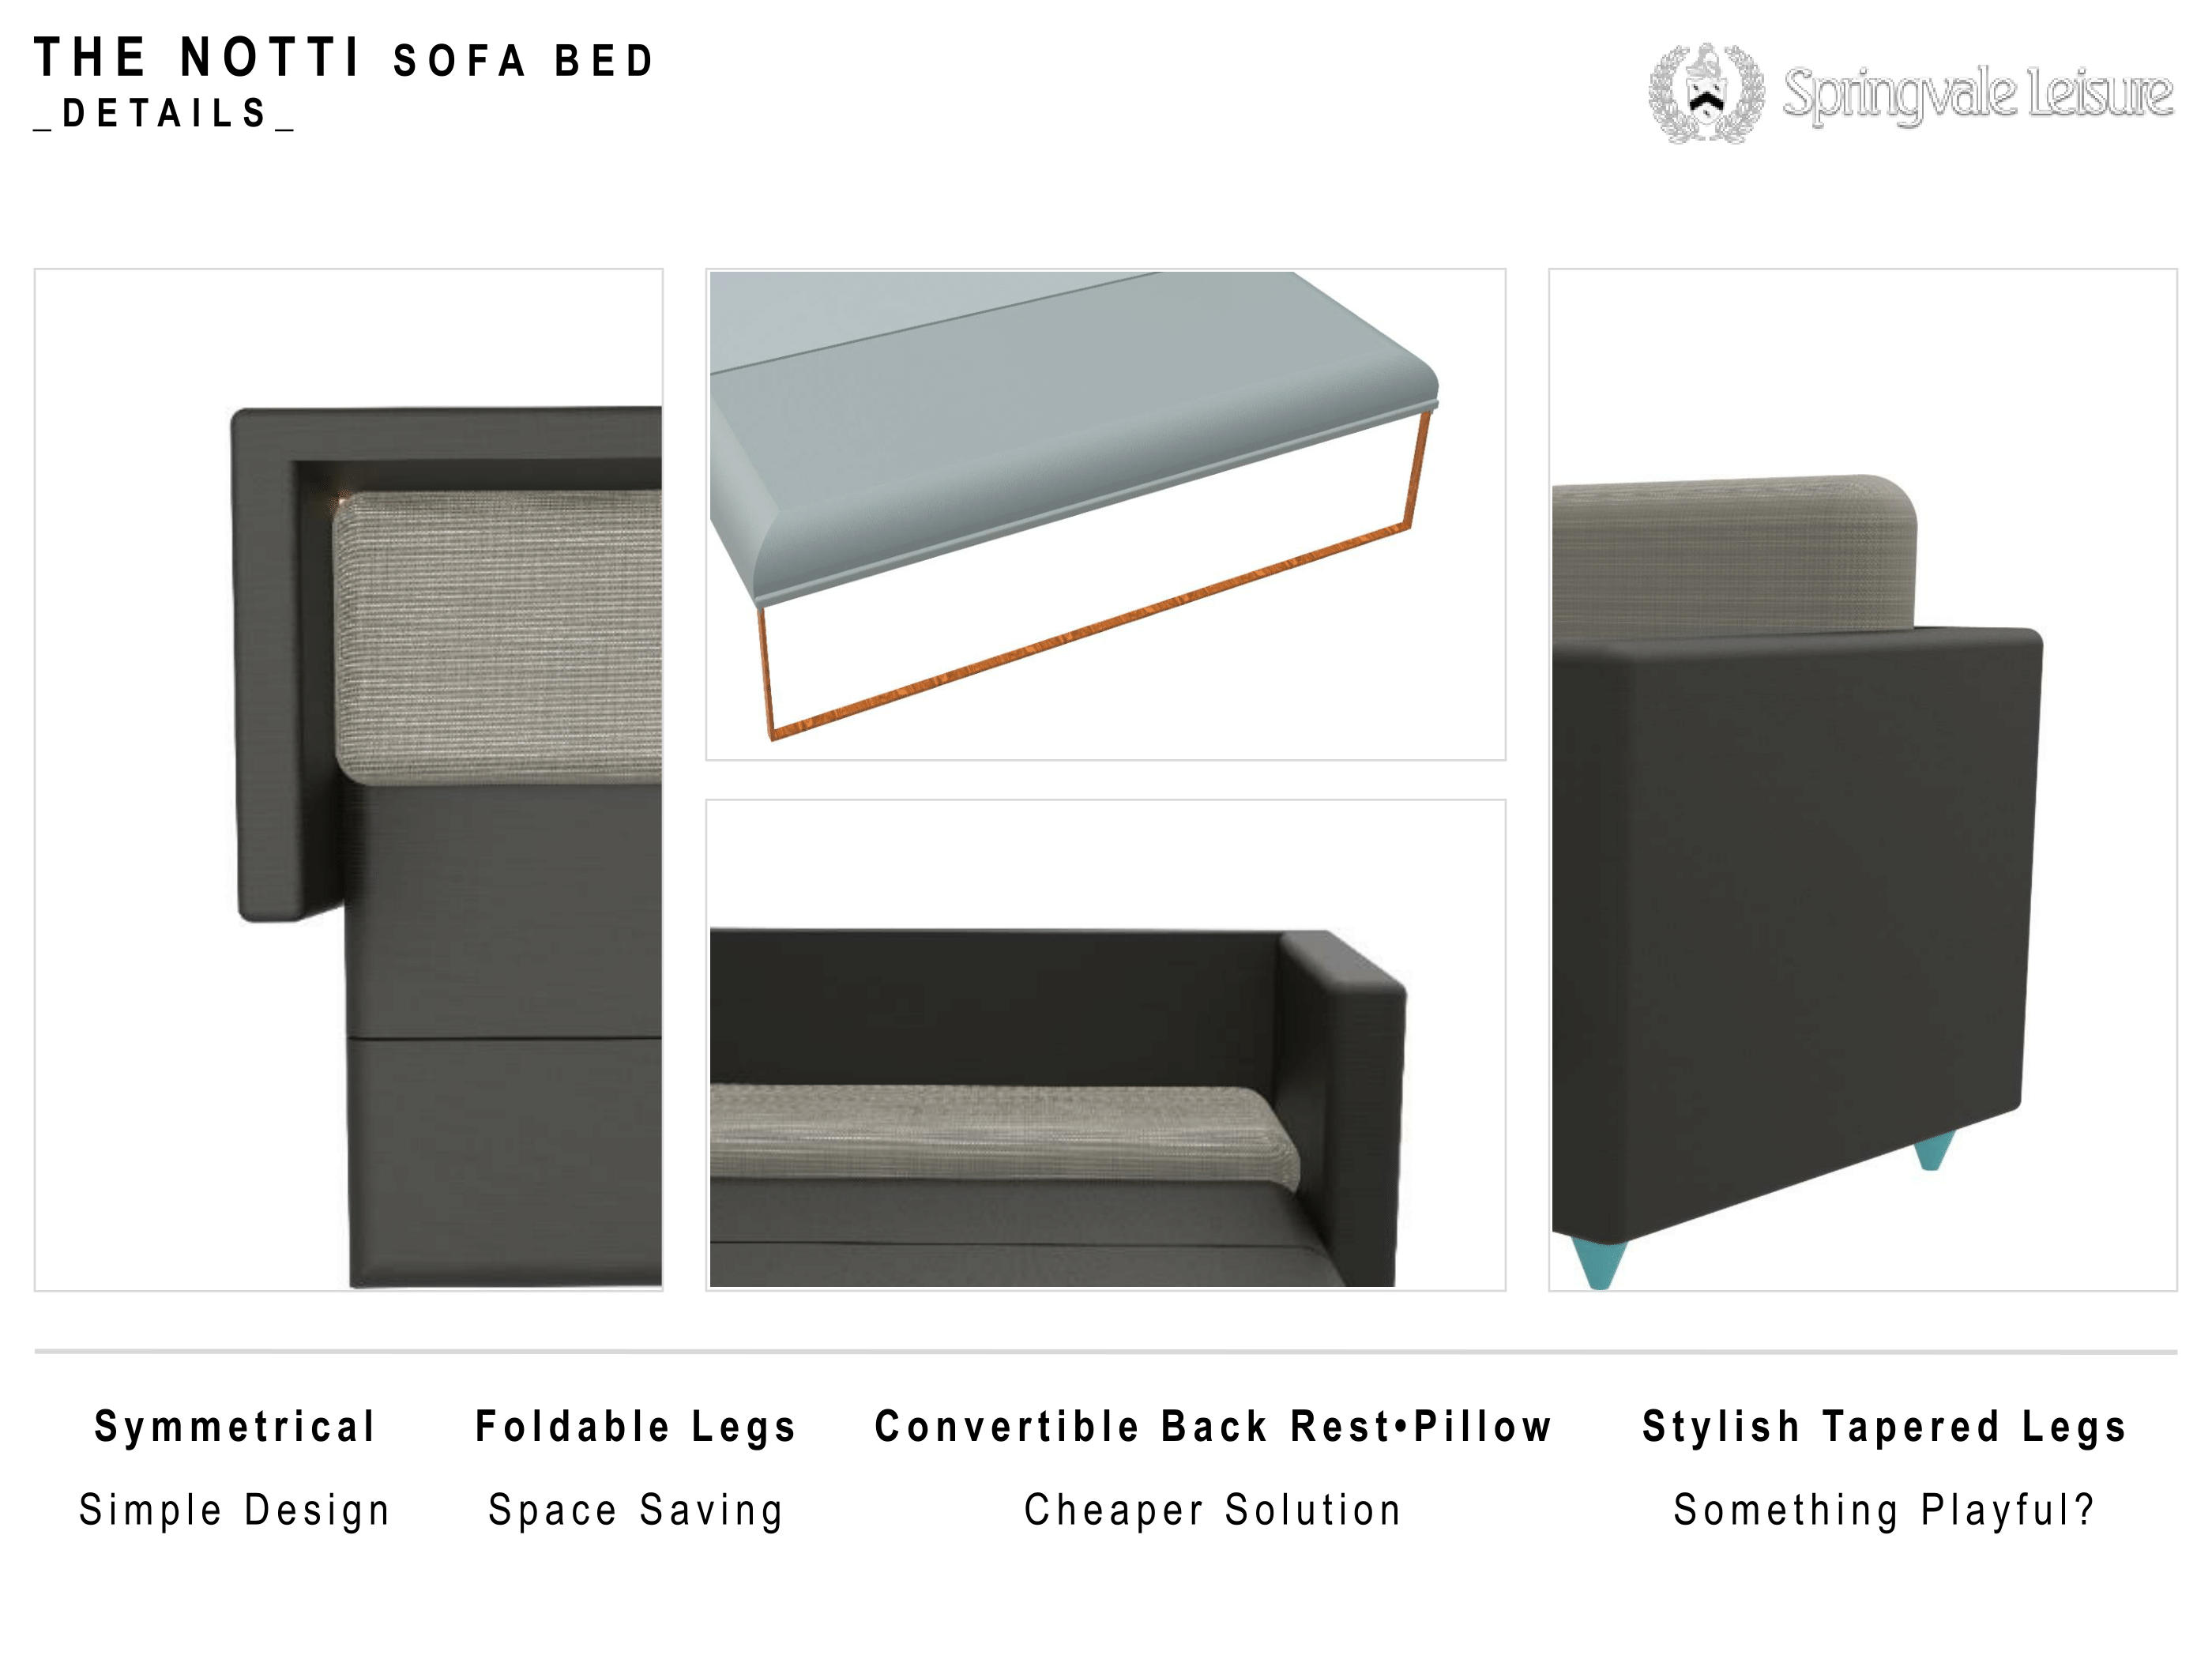 THE NOTTI SOFA BED
_DETAILS_
Springvale Leisure
Symmetrical
Simple Design
Foldable Legs
Space Saving
Convertible Back Rest•Pillow
Cheaper Solution
Stylish Tapered Legs
Something Playful?